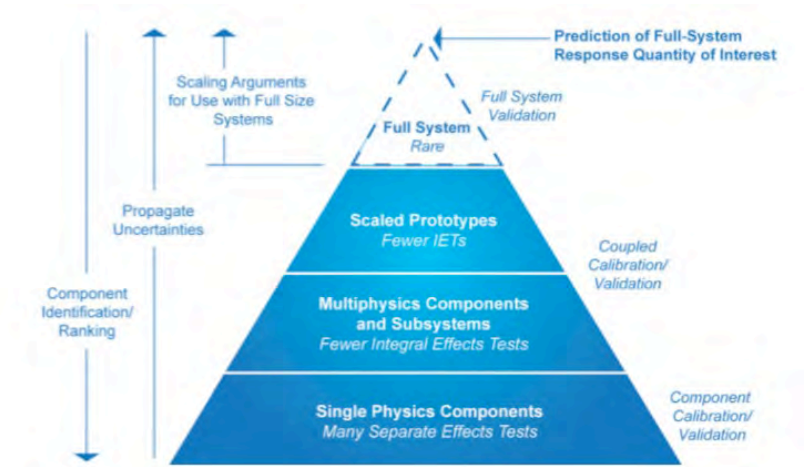 Prediction of Full-System
Response Quantity of Interest
Scaling Arguments
for Use with Full Size
Systems
Full System
Validation
Full System
Rare
Propagate
Uncertainties
Scaled Prototypes
Fewer IETs
Coupled
Calibration/
Validation
Component
Identification/
Ranking
Multiphysics Components
and Subsystems
Fewer Integral Effects Tests
Single Physics Components
Many Separate Effects Tests
Component
Calibration/
Validation